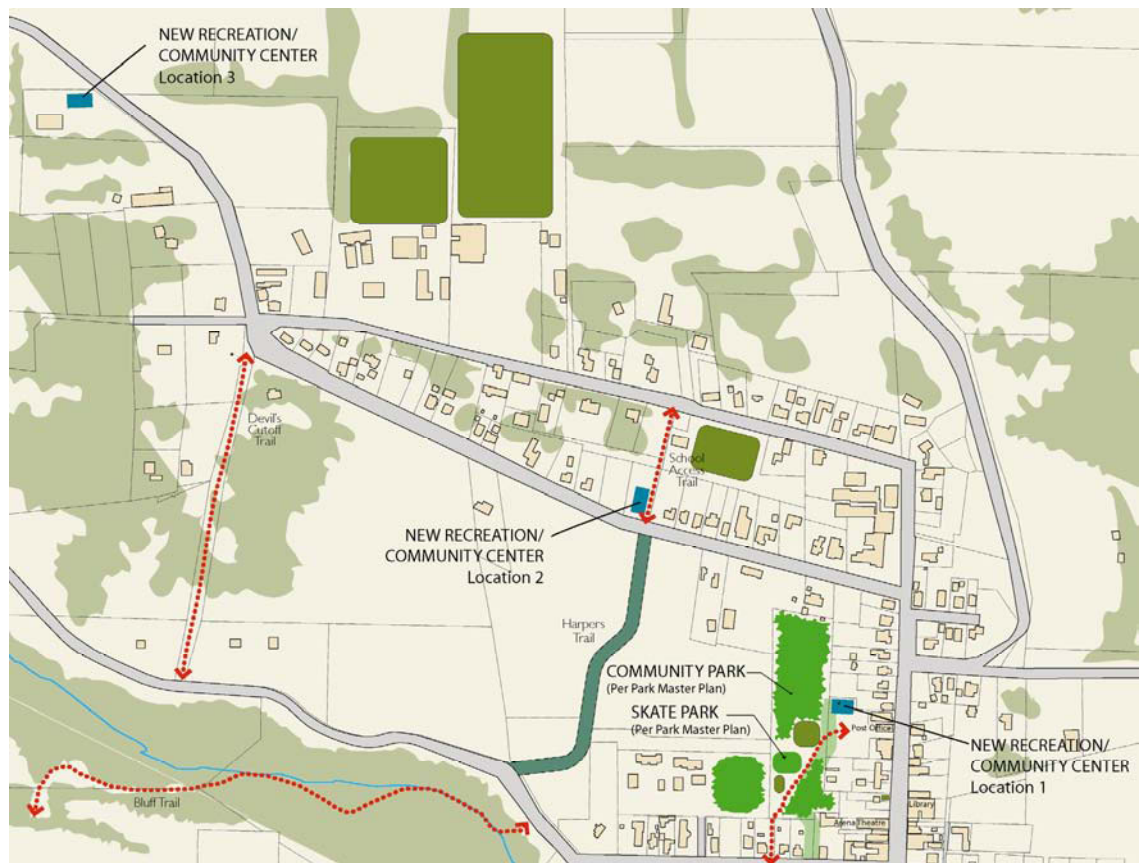 NEW RECREATION/
COMMUNITY CENTER
Location 3
Devil's
Cutoff
Trail
School
Access
Trail
NEW RECREATION/
COMMUNITY CENTER
Location 2
Harpers
Trail
COMMUNITY PARK
(Per Park Master Plan)
SKATE PARK
(Per Park Master Plan)
Post Office
NEW RECREATION/
COMMUNITY CENTER
Location 1
Bluff Trail
Library
Arena Theatre